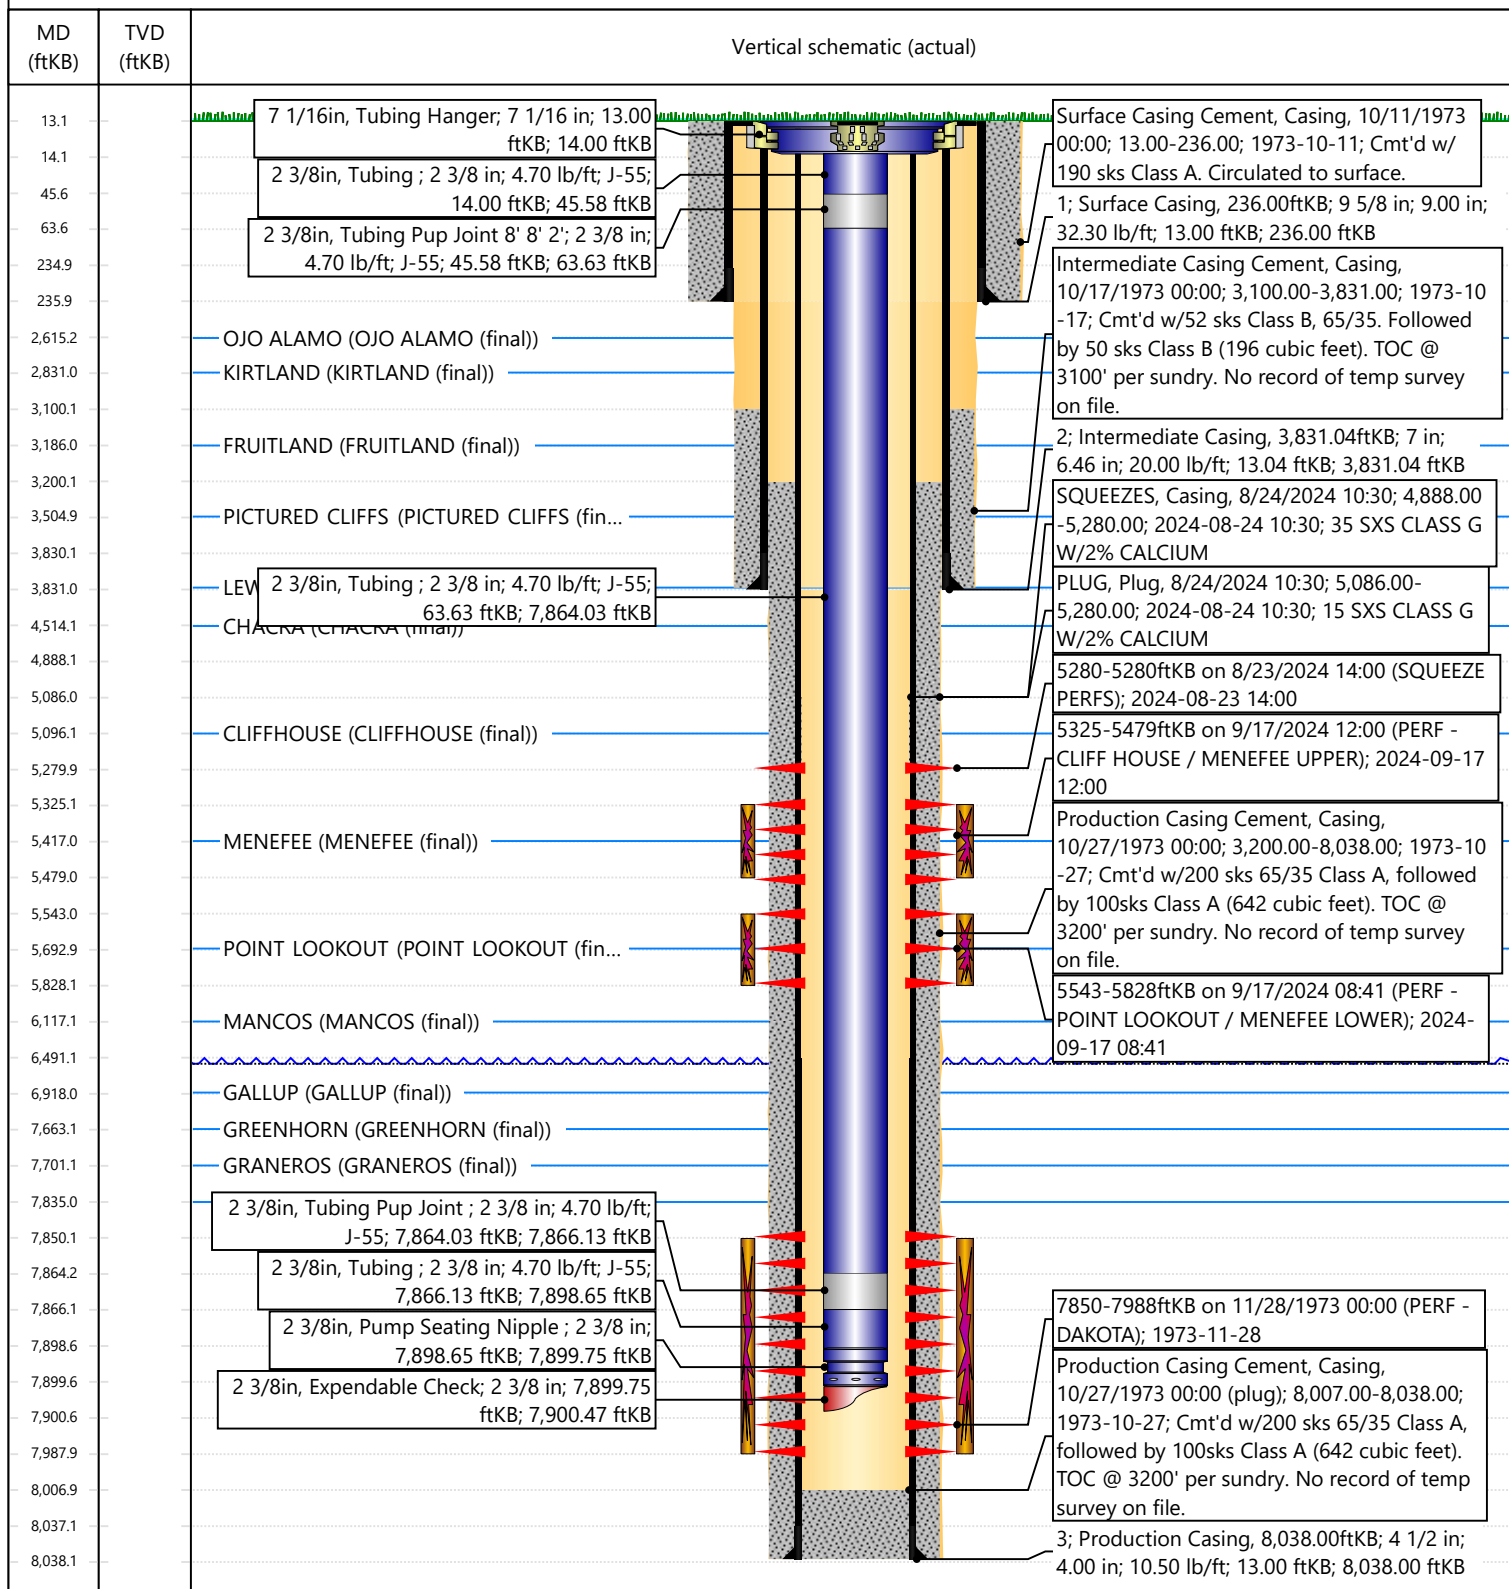 MD
(ftKB)
TVD
(ftKB)
Vertical schematic (actual)
13.1
14.1
45.6
63.6
234.9
235.9
2,615.2
2,831.0
3,100.1
3,186.0
3,200.1
3,504.9
3,830.1
3,831.0
4,514.1
4,888.1
5,086.0
5,096.1
5,279.9
5,325.1
5,417.0
5,479.0
5,543.0
5,692.9
5,828.1
6,117.1
6,491.1
6,918.0
7,663.1
7,701.1
7,835.0
7,850.1
7,864.2
7,866.1
7,898.6
7,899.6
7,900.6
7,987.9
8,006.9
8,037.1
8,038.1
7 1/16in, Tubing Hanger; 7 1/16 in; 13.00
ftKB; 14.00 ftKB
2 3/8in, Tubing ; 2 3/8 in; 4.70 lb/ft; J-55;
14.00 ftKB; 45.58 ftKB
2 3/8in, Tubing Pup Joint 8' 8' 2'; 2 3/8 in;
4.70 lb/ft; J-55; 45.58 ftKB; 63.63 ftKB
OJO ALAMO (OJO ALAMO (final))
KIRTLAND (KIRTLAND (final))
FRUITLAND (FRUITLAND (final))
PICTURED CLIFFS (PICTURED CLIFFS (fin...
LEW
2 3/8in, Tubing ; 2 3/8 in; 4.70 lb/ft; J-55;
63.63 ftKB; 7,864.03 ftKB
CHACRA (CHACRA (final))
CLIFFHOUSE (CLIFFHOUSE (final))
MENEFEE (MENEFEE (final))
POINT LOOKOUT (POINT LOOKOUT (fin...
MANCOS (MANCOS (final))
GALLUP (GALLUP (final))
GREENHORN (GREENHORN (final))
GRANEROS (GRANEROS (final))
2 3/8in, Tubing Pup Joint ; 2 3/8 in; 4.70 lb/ft;
J-55; 7,864.03 ftKB; 7,866.13 ftKB
2 3/8in, Tubing ; 2 3/8 in; 4.70 lb/ft; J-55;
7,866.13 ftKB; 7,898.65 ftKB
2 3/8in, Pump Seating Nipple ; 2 3/8 in;
7,898.65 ftKB; 7,899.75 ftKB
2 3/8in, Expendable Check; 2 3/8 in; 7,899.75
ftKB; 7,900.47 ftKB
Surface Casing Cement, Casing, 10/11/1973
00:00; 13.00-236.00; 1973-10-11; Cmt'd w/
190 sks Class A. Circulated to surface.
1; Surface Casing, 236.00ftKB; 9 5/8 in; 9.00 in;
32.30 lb/ft; 13.00 ftKB; 236.00 ftKB
Intermediate Casing Cement, Casing,
10/17/1973 00:00; 3,100.00-3,831.00; 1973-10
-17; Cmt'd w/52 sks Class B, 65/35. Followed
by 50 sks Class B (196 cubic feet). TOC @
3100' per sundry. No record of temp survey
on file.
2; Intermediate Casing, 3,831.04ftKB; 7 in;
6.46 in; 20.00 lb/ft; 13.04 ftKB; 3,831.04 ftKB
SQUEEZES, Casing, 8/24/2024 10:30; 4,888.00
-5,280.00; 2024-08-24 10:30; 35 SXS CLASS G
W/2% CALCIUM
PLUG, Plug, 8/24/2024 10:30; 5,086.00-
5,280.00; 2024-08-24 10:30; 15 SXS CLASS G
W/2% CALCIUM
5280-5280ftKB on 8/23/2024 14:00 (SQUEEZE
PERFS); 2024-08-23 14:00
5325-5479ftKB on 9/17/2024 12:00 (PERF -
CLIFF HOUSE / MENEFEE UPPER); 2024-09-17
12:00
Production Casing Cement, Casing,
10/27/1973 00:00; 3,200.00-8,038.00; 1973-10
-27; Cmt'd w/200 sks 65/35 Class A, followed
by 100sks Class A (642 cubic feet). TOC @
3200' per sundry. No record of temp survey
on file.
5543-5828ftKB on 9/17/2024 08:41 (PERF -
POINT LOOKOUT / MENEFEE LOWER); 2024-
09-17 08:41
7850-7988ftKB on 11/28/1973 00:00 (PERF -
DAKOTA); 1973-11-28
Production Casing Cement, Casing,
10/27/1973 00:00 (plug); 8,007.00-8,038.00;
1973-10-27; Cmt'd w/200 sks 65/35 Class A,
followed by 100sks Class A (642 cubic feet).
TOC @ 3200' per sundry. No record of temp
survey on file.
3; Production Casing, 8,038.00ftKB; 4 1/2 in;
4.00 in; 10.50 lb/ft; 13.00 ftKB; 8,038.00 ftKB